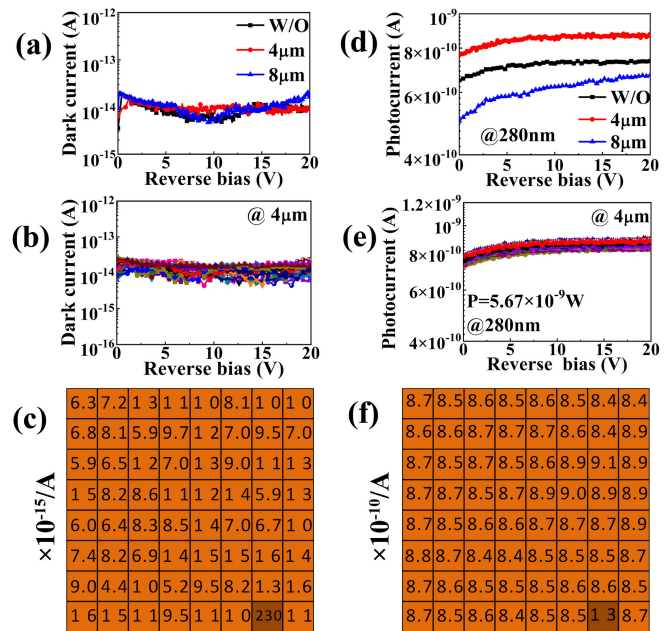 (a)
10⁻¹²
10⁻¹³
10⁻¹⁴
10⁻¹⁵
Dark current (A)
W/O
4μm
8μm
0 5 10 15 20
Reverse bias (V)
(d)
8×10⁻¹⁰
6×10⁻¹⁰
4×10⁻¹⁰
Photocurrent (A)
W/O
4μm
8μm
@280nm
0 5 10 15 20
Reverse bias (V)
(b)
10⁻¹²
10⁻¹³
10⁻¹⁴
10⁻¹⁵
10⁻¹⁶
Dark current (A)
@ 4μm
0 5 10 15 20
Reverse bias (V)
(e)
1.2×10⁻⁹
10⁻⁹
8×10⁻¹⁰
6×10⁻¹⁰
4×10⁻¹⁰
Photocurrent (A)
@ 4μm
P=5.67×10⁻⁹W
@280nm
0 5 10 15 20
Reverse bias (V)
(c)
×10⁻¹⁵/A
6.3 7.2 1 3 1 1 1 0 8.1 1 0 1 0
6.8 8.1 5.9 9.7 1 2 7.0 9.5 7.0
5.9 6.5 1 2 7.0 1 3 9.0 1 1 1 3
1 5 8.2 8.6 1 1 1 2 1 4 5.9 1 3
6.0 6.4 8.3 8.5 1 4 7.0 6.7 1 0
7.4 8.2 6.9 1 4 1 5 1 5 1 6 1 4
9.0 4.4 1 0 5.2 9.5 8.2 1.3 1.6
1 6 1 5 1 1 9.5 1 1 1 0 230 1 1
(f)
×10⁻¹⁰/A
8.7 8.5 8.6 8.5 8.6 8.5 8.4 8.4
8.6 8.6 8.7 8.7 8.7 8.6 8.4 8.9
8.7 8.5 8.7 8.5 8.6 8.9 9.1 8.9
8.7 8.7 8.5 8.7 8.9 9.0 8.9 8.9
8.7 8.5 8.6 8.6 8.7 8.7 8.7 8.9
8.8 8.7 8.4 8.4 8.5 8.5 8.5 8.7
8.7 8.6 8.5 8.5 8.5 8.6 8.6 8.5
8.7 8.5 8.6 8.4 8.5 8.5 1 3 8.7